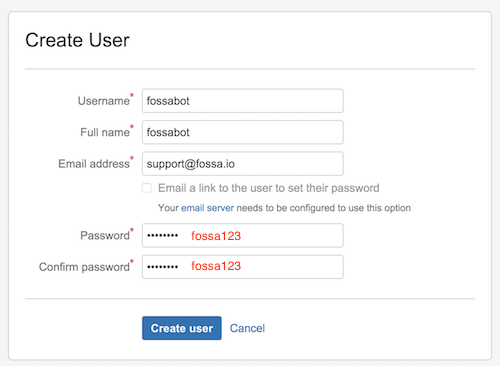 Create User
Username* fossabot
Full name* fossabot
Email address* support@fossa.io
Email a link to the user to set their password
Your email server needs to be configured to use this option
Password* •••••••• fossa123
Confirm password* •••••••• fossa123
Create user Cancel